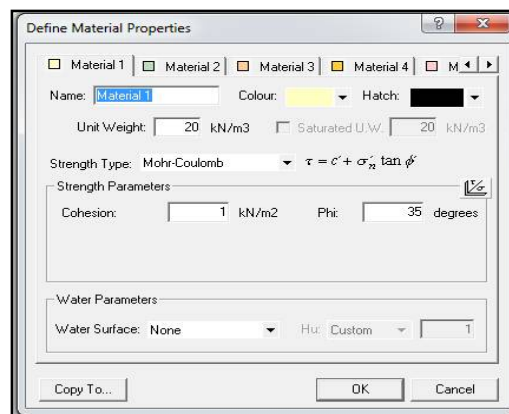 Define Material Properties
Material 1 Material 2 Material 3 Material 4 M
Name: Material 1 Colour: Hatch:
Unit Weight: 20 kN/m3 Saturated U.W. 20 kN/m3
Strength Type: Mohr-Coulomb τ = c′ + σ′n tan ϕ′
Strength Parameters τ/σ
Cohesion: 1 kN/m2 Phi: 35 degrees
Water Parameters
Water Surface: None Hu: Custom 1
Copy To... OK Cancel